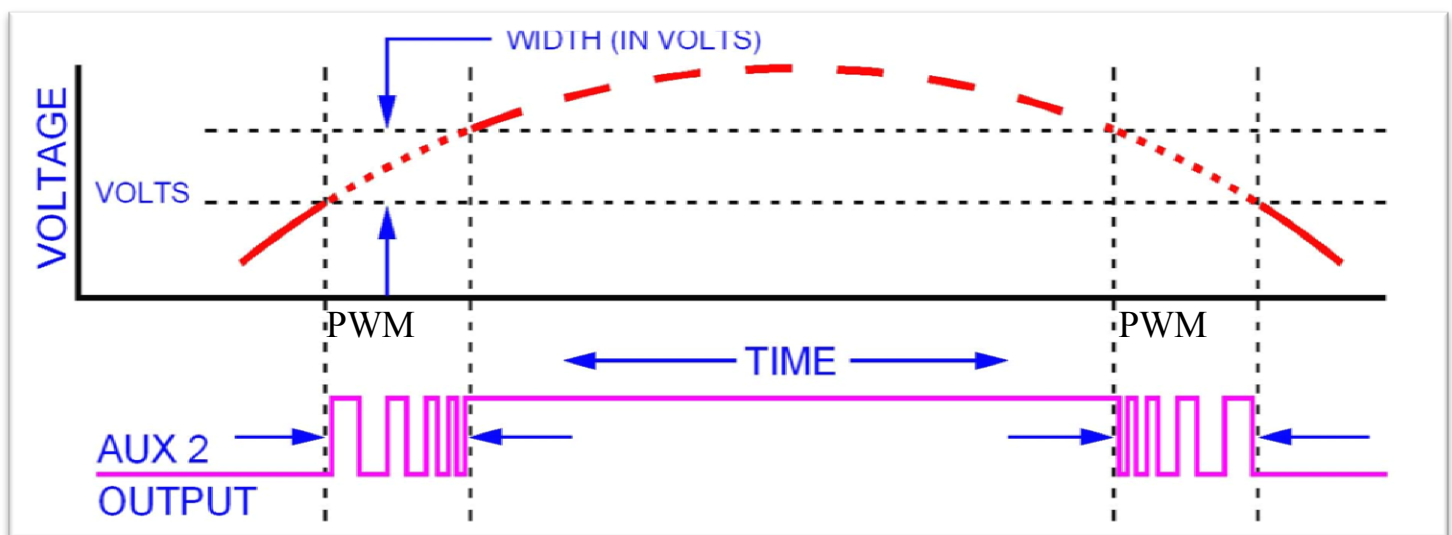 WIDTH (IN VOLTS)
VOLTAGE
VOLTS
PWM
PWM
TIME
AUX 2
OUTPUT